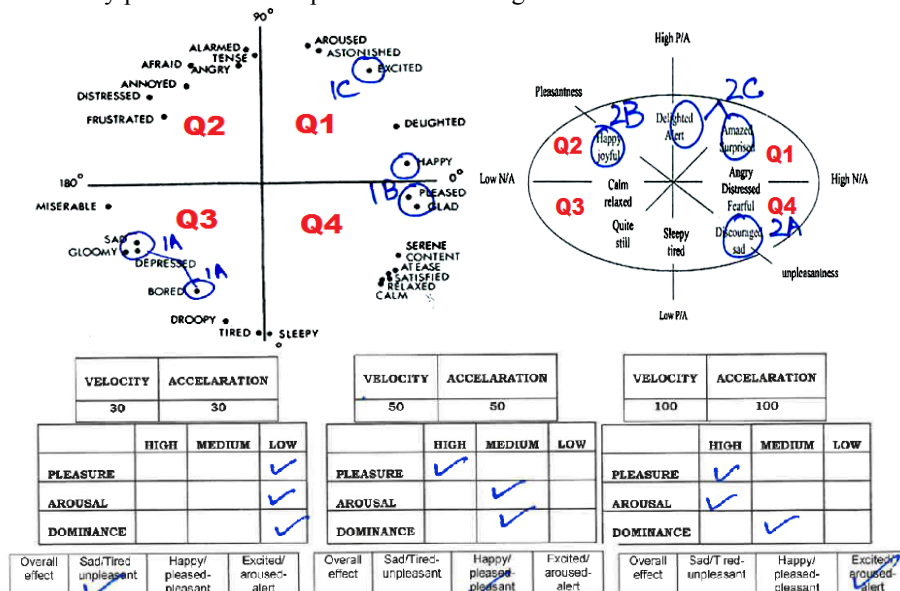 90°
AROUSED
ASTONISHED
EXCITED
1C
ALARMED
TENSE
AFRAID
ANGRY
ANNOYED
DISTRESSED
FRUSTRATED
Q2
Q1
DELIGHTED
HAPPY
180°
0°
1B
PLEASED
GLAD
MISERABLE
Q3
Q4
SAD
1A
GLOOMY
DEPRESSED
1A
BORED
SERENE
CONTENT
ATEASE
SATISFIED
RELAXED
CALM
DROOPY
TIRED
SLEEPY
High P/A
Pleasantness
2B
2C
Delighted
Alert
Amazed
Surprised
Q2
Happy
joyful
Q1
Low N/A
Calm
relaxed
Angry
Distressed
High N/A
Q3
Fearful
Q4
Quite
still
Sleepy
tired
Discouraged
sad
2A
unpleasantness
Low P/A
VELOCITY ACCELARATION
30 30
HIGH MEDIUM LOW
PLEASURE
AROUSAL
DOMINANCE
Overall effect Sad/Tired unpleasant Happy/ pleased- pleasant Excited/ aroused- alert
VELOCITY ACCELARATION
50 50
HIGH MEDIUM LOW
PLEASURE
AROUSAL
DOMINANCE
Overall effect Sad/Tired- unpleasant Happy/ pleased- pleasant Excited/ aroused- alert
VELOCITY ACCELARATION
100 100
HIGH MEDIUM LOW
PLEASURE
AROUSAL
DOMINANCE
Overall effect Sad/Tired- unpleasant Happy/ pleased- pleasant Excited/ aroused- alert